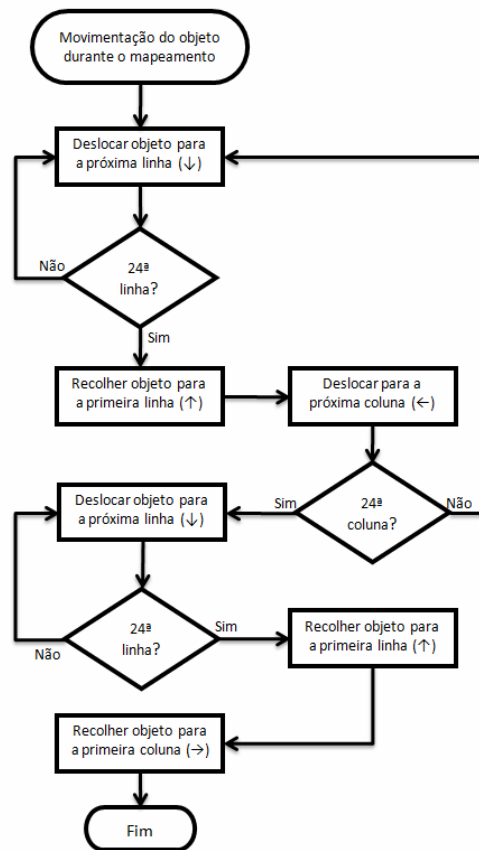 Movimentação do objeto
durante o mapeamento
Deslocar objeto para
a próxima linha (↓)
Não
24ª
linha?
Sim
Recolher objeto para
a primeira linha (↑)
Deslocar para a
próxima coluna (←)
Deslocar objeto para
a próxima linha (↓)
Sim
24ª
coluna?
Não
24ª
linha?
Sim
Não
Recolher objeto para
a primeira linha (↑)
Recolher objeto para
a primeira coluna (→)
Fim